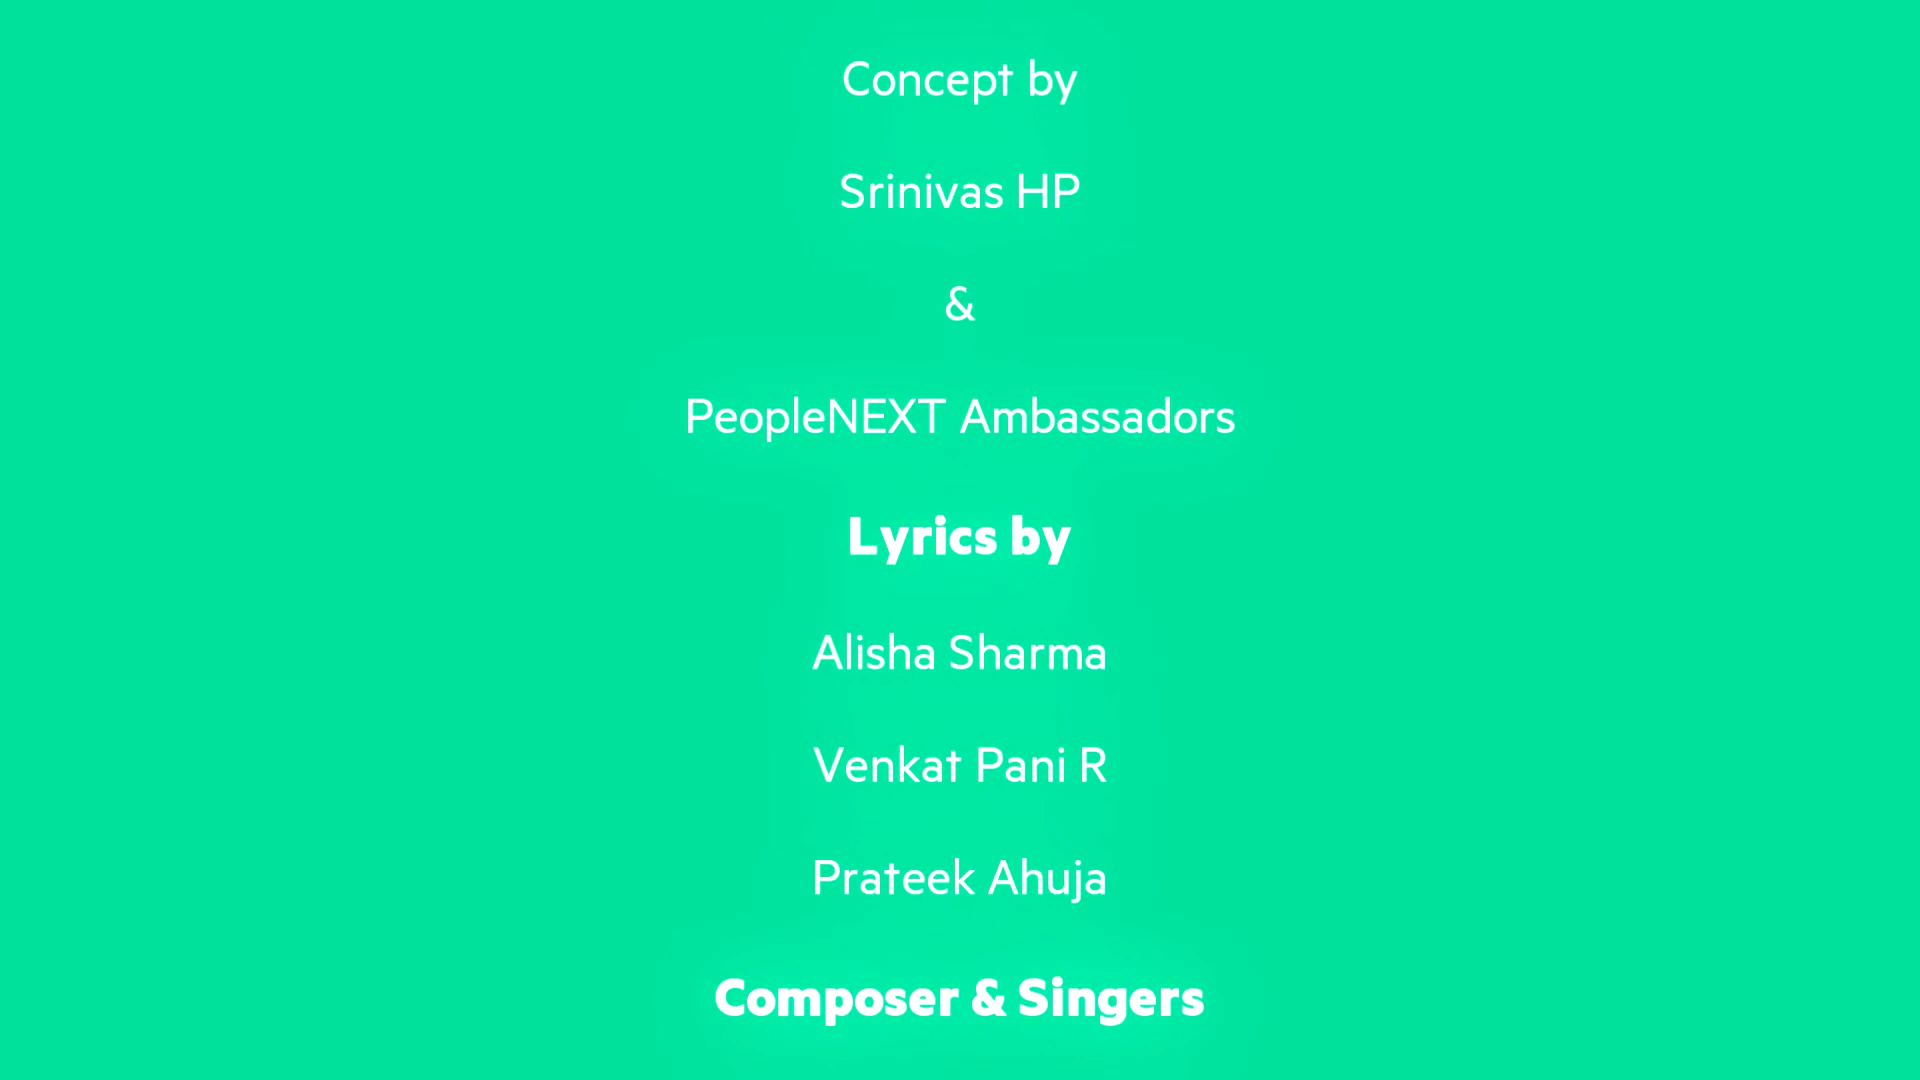 Concept by
Srinivas HP
&
PeopleNEXT Ambassadors
Lyrics by
Alisha Sharma
Venkat Pani R
Prateek Ahuja
Composer & Singers